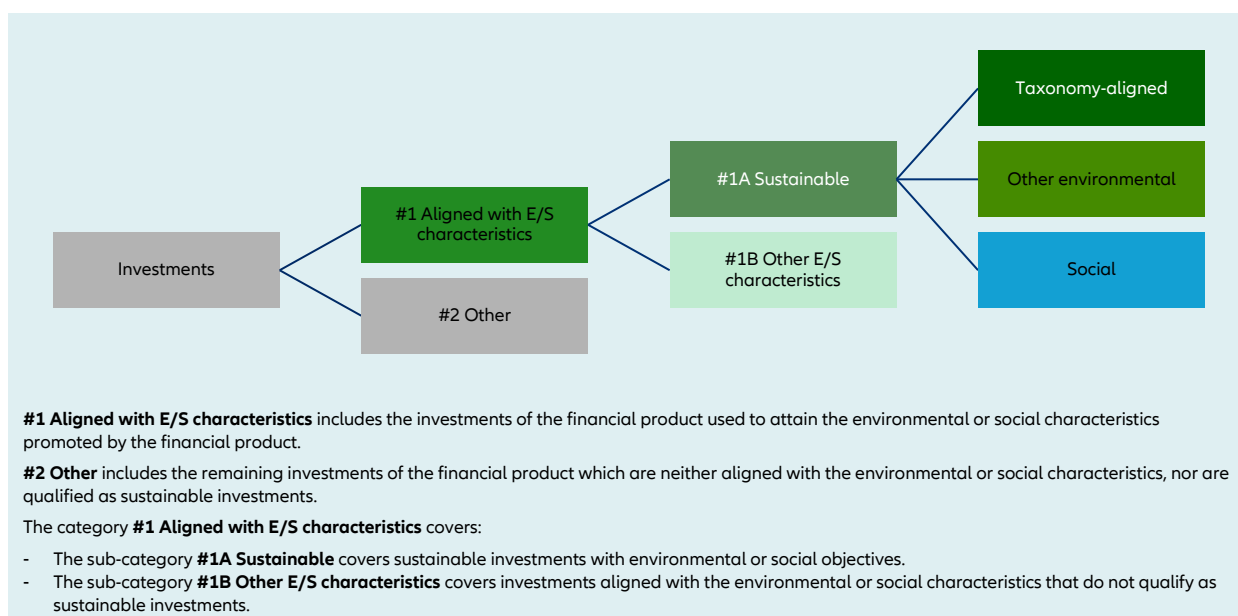 Taxonomy-aligned
#1A Sustainable
Other environmental
#1 Aligned with E/S
characteristics
#1B Other E/S
characteristics
Investments
Social
#2 Other
#1 Aligned with E/S characteristics includes the investments of the financial product used to attain the environmental or social characteristics
promoted by the financial product.
#2 Other includes the remaining investments of the financial product which are neither aligned with the environmental or social characteristics, nor are
qualified as sustainable investments.
The category #1 Aligned with E/S characteristics covers:
- The sub-category #1A Sustainable covers sustainable investments with environmental or social objectives.
- The sub-category #1B Other E/S characteristics covers investments aligned with the environmental or social characteristics that do not qualify as
sustainable investments.